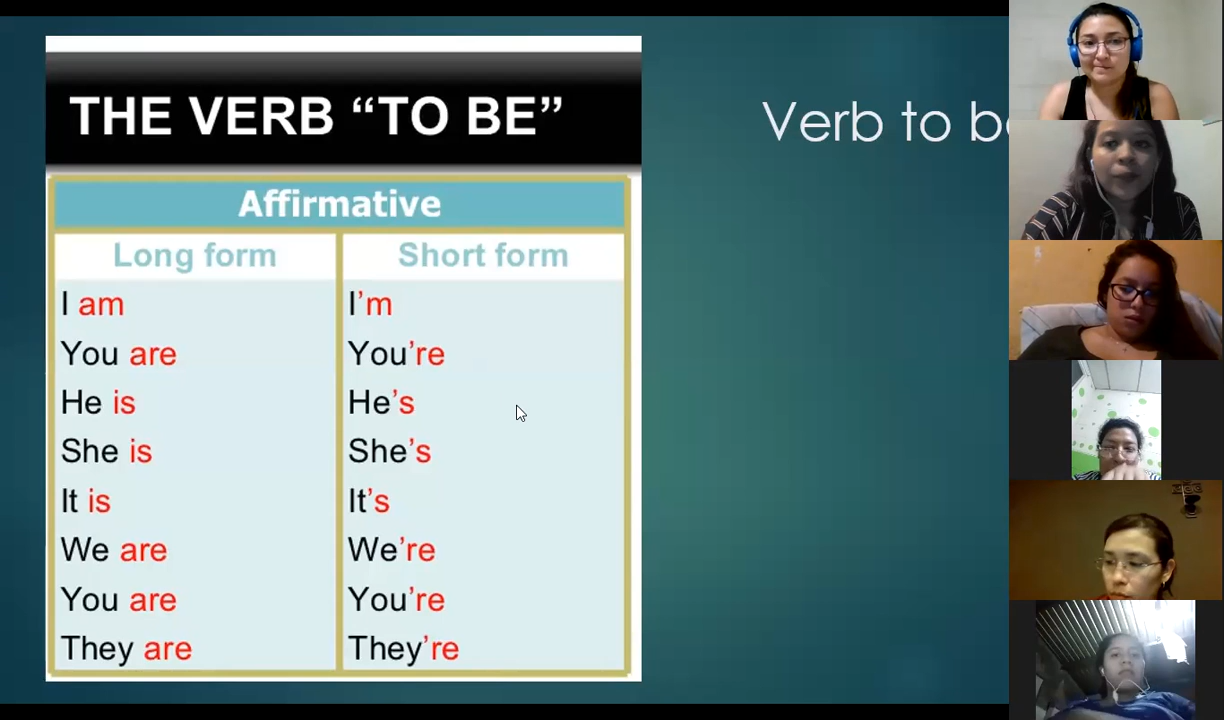 THE VERB “TO BE”
Verb to be
Affirmative
Long form Short form
I am I’m
You are You’re
He is He’s
She is She’s
It is It’s
We are We’re
You are You’re
They are They’re